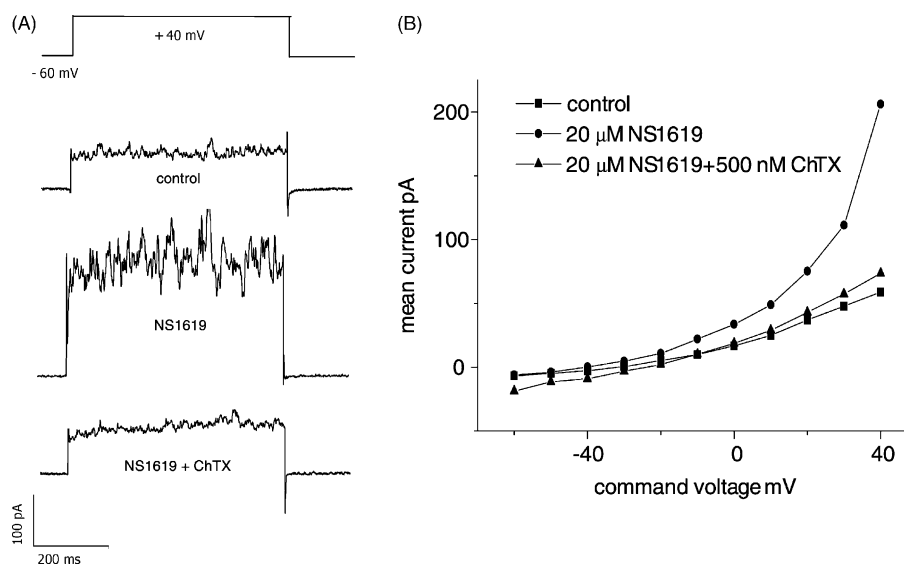 (A)
+ 40 mV
- 60 mV
control
NS1619
NS1619 + ChTX
100 pA
200 ms
(B)
control
20 μM NS1619
20 μM NS1619+500 nM ChTX
200
100
0
mean current pA
-40
0
40
command voltage mV